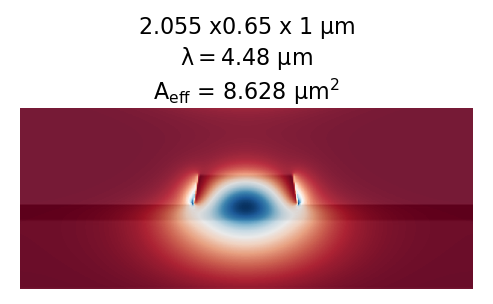 2.055 x0.65 x 1 μm
λ = 4.48 μm
A_eff = 8.628 μm²